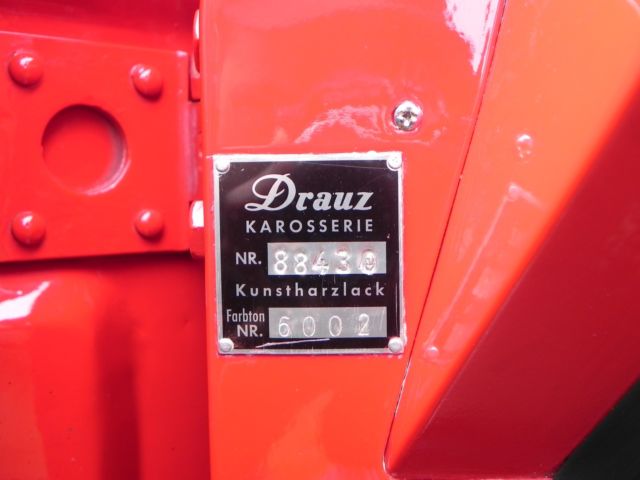 Drauz
KAROSSERIE
NR. 88430
Kunstharzlack
Farbton
NR. 6002